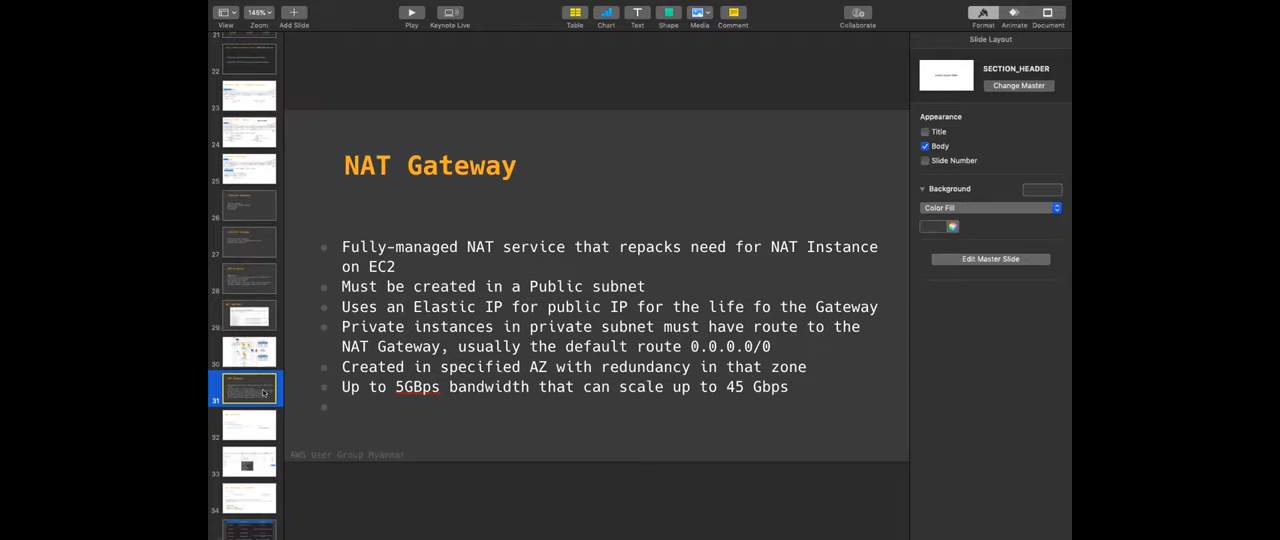 View
145%
Zoom
Add Slide
Play
Keynote Live
Table
Chart
Text
Shape
Media
Comment
Collaborate
Format
Animate
Document
21
22
23
24
25
26
27
28
29
30
31
32
33
34
NAT Gateway
Fully-managed NAT service that repacks need for NAT Instance
on EC2
Must be created in a Public subnet
Uses an Elastic IP for public IP for the life fo the Gateway
Private instances in private subnet must have route to the
NAT Gateway, usually the default route 0.0.0.0/0
Created in specified AZ with redundancy in that zone
Up to 5GBps bandwidth that can scale up to 45 Gbps
AWS User Group Myanmar
Slide Layout
SECTION_HEADER
Change Master
Appearance
Title
Body
Slide Number
Background
Color Fill
Edit Master Slide